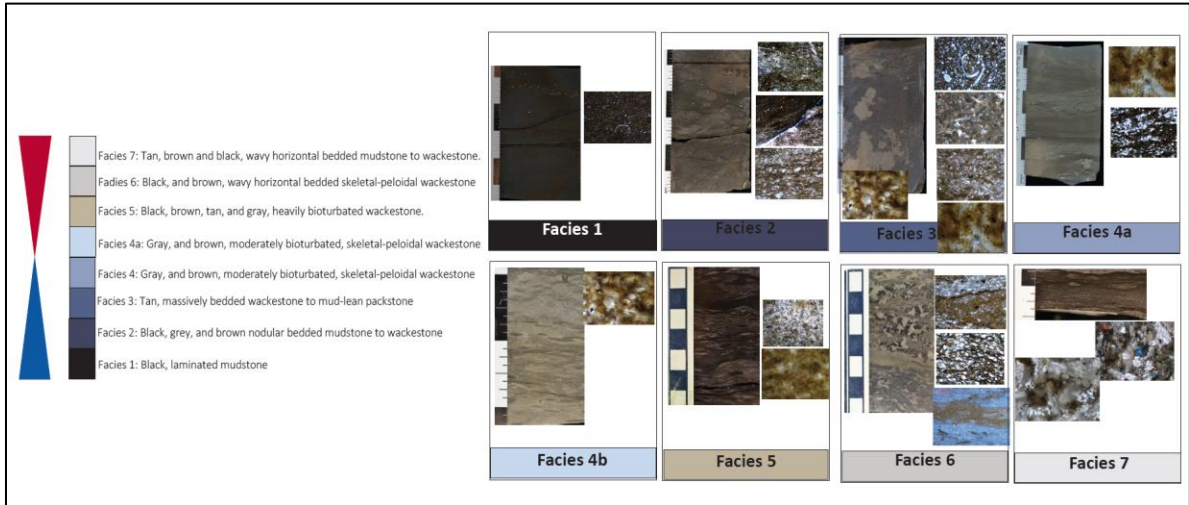 Facies 7: Tan, brown and black, wavy horizontal bedded mudstone to wackestone.
Fadies 6: Black, and brown, wavy horizontal bedded skeletal-peloidal wackestone
Facies 5: Black, brown, tan, and gray, heavily bioturbated wackestone.
Facies 4a: Gray, and brown, moderately bioturbated, skeletal-peloidal wackestone
Facies 4: Gray, and brown, moderately bioturbated, skeletal-peloidal wackestone
Facies 3: Tan, massively bedded wackestone to mud-lean packstone
Facies 2: Black, grey, and brown nodular bedded mudstone to wackestone
Facies 1: Black, laminated mudstone
Facies 1
Facies 2
Facies 3
Facies 4a
Facies 4b
Facies 5
Facies 6
Facies 7